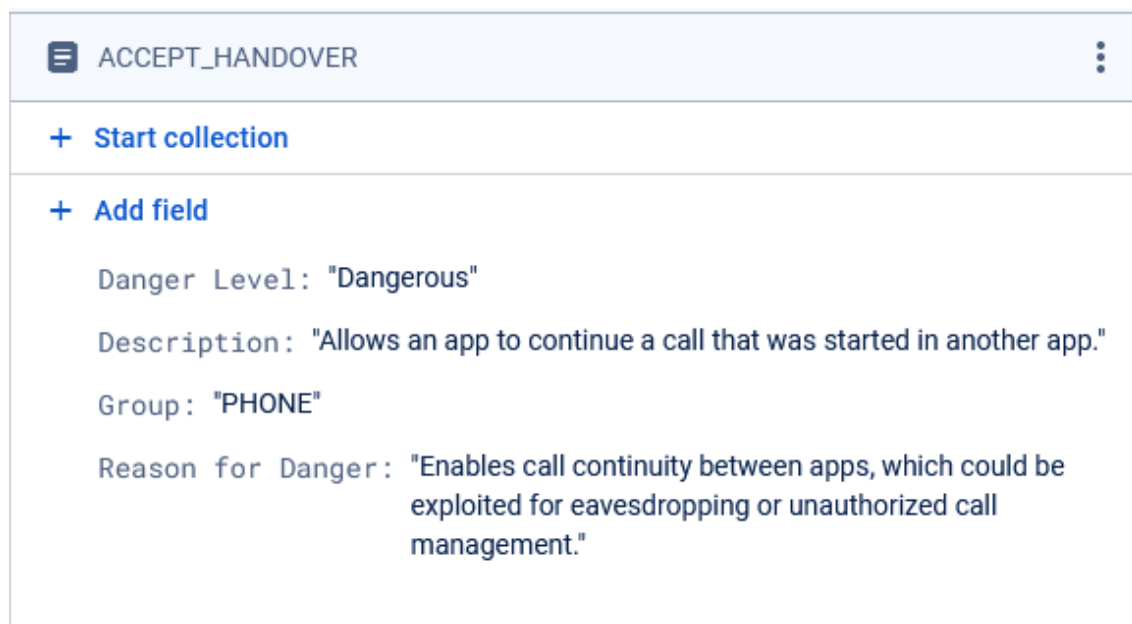 ACCEPT_HANDOVER
+ Start collection
+ Add field
Danger Level: "Dangerous"
Description: "Allows an app to continue a call that was started in another app."
Group: "PHONE"
Reason for Danger: "Enables call continuity between apps, which could be
exploited for eavesdropping or unauthorized call
management."